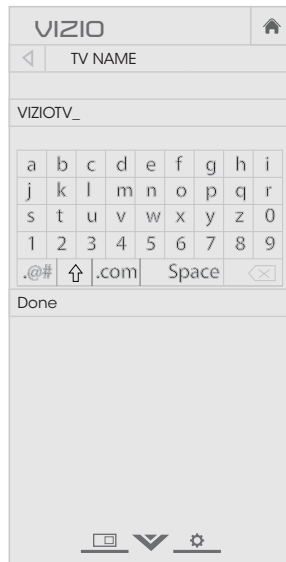 VIZIO
TV NAME
VIZIOTV_
a b c d e f g h i
j k l m n o p q r
s t u v w x y z 0
1 2 3 4 5 6 7 8 9
.@# .com Space
Done